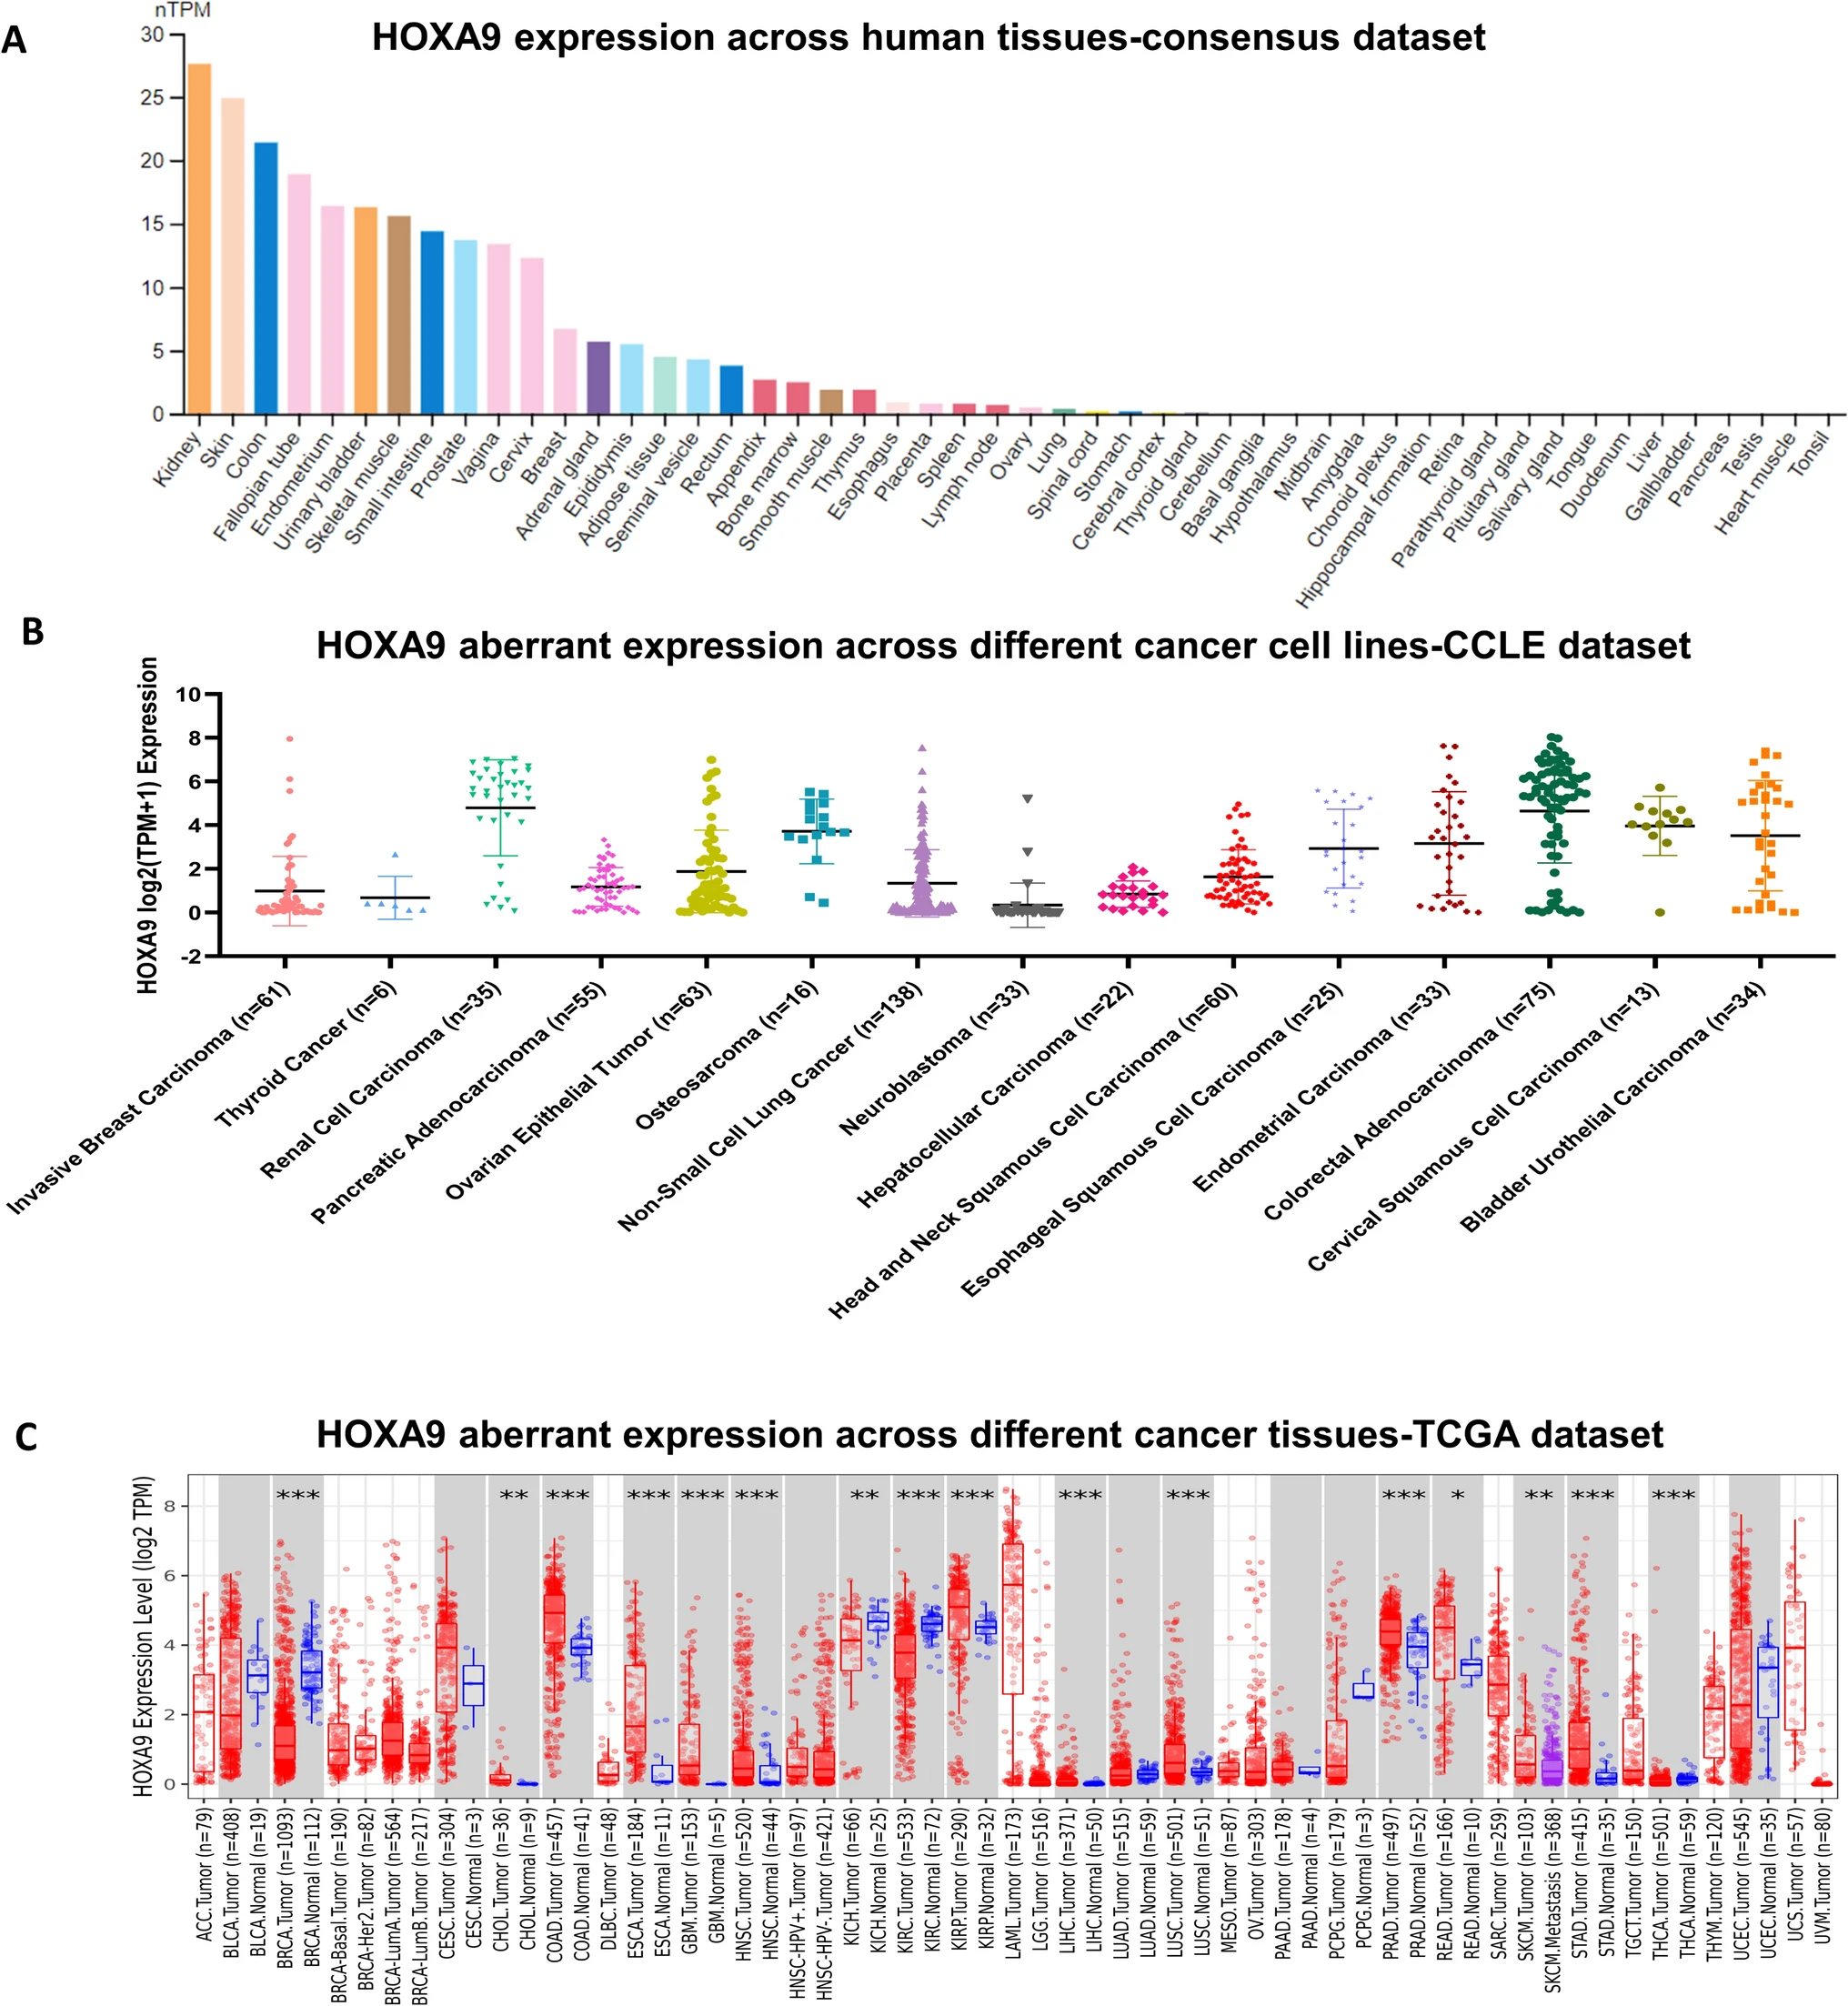 A
nTPM
HOXA9 expression across human tissues-consensus dataset
30
25
20
15
10
5
0
Kidney
Skin
Colon
Fallopian tube
Endometrium
Urinary bladder
Skeletal muscle
Small intestine
Prostate
Vagina
Cervix
Breast
Adrenal gland
Epididymis
Adipose tissue
Seminal vesicle
Rectum
Appendix
Bone marrow
Smooth muscle
Thymus
Esophagus
Placenta
Spleen
Lymph node
Ovary
Lung
Spinal cord
Stomach
Cerebral cortex
Thyroid gland
Cerebellum
Basal ganglia
Hypothalamus
Midbrain
Amygdala
Choroid plexus
Hippocampal formation
Retina
Parathyroid gland
Pituitary gland
Salivary gland
Tongue
Duodenum
Liver
Gallbladder
Pancreas
Testis
Heart muscle
Tonsil
B
HOXA9 aberrant expression across different cancer cell lines-CCLE dataset
HOXA9 log2(TPM+1) Expression
10
8
6
4
2
0
-2
Invasive Breast Carcinoma (n=61)
Thyroid Cancer (n=6)
Renal Cell Carcinoma (n=35)
Pancreatic Adenocarcinoma (n=55)
Ovarian Epithelial Tumor (n=63)
Osteosarcoma (n=16)
Non-Small Cell Lung Cancer (n=138)
Neuroblastoma (n=33)
Hepatocellular Carcinoma (n=22)
Head and Neck Squamous Cell Carcinoma (n=60)
Esophageal Squamous Cell Carcinoma (n=25)
Endometrial Carcinoma (n=33)
Colorectal Adenocarcinoma (n=75)
Cervical Squamous Cell Carcinoma (n=13)
Bladder Urothelial Carcinoma (n=34)
C
HOXA9 aberrant expression across different cancer tissues-TCGA dataset
HOXA9 Expression Level (log2 TPM)
8
6
4
2
0
*** ** *** *** *** *** ** *** *** *** *** *** * ** *** ***
ACC.Tumor (n=79)
BLCA.Tumor (n=408)
BLCA.Normal (n=19)
BRCA.Tumor (n=1093)
BRCA.Normal (n=112)
BRCA-Basal.Tumor (n=190)
BRCA-Her2.Tumor (n=82)
BRCA-LumA.Tumor (n=564)
BRCA-LumB.Tumor (n=217)
CESC.Tumor (n=304)
CESC.Normal (n=3)
CHOL.Tumor (n=36)
CHOL.Normal (n=9)
COAD.Tumor (n=457)
COAD.Normal (n=41)
DLBC.Tumor (n=48)
ESCA.Tumor (n=184)
ESCA.Normal (n=11)
GBM.Tumor (n=153)
GBM.Normal (n=5)
HNSC.Tumor (n=520)
HNSC.Normal (n=44)
HNSC-HPV+.Tumor (n=97)
HNSC-HPV-.Tumor (n=421)
KICH.Tumor (n=66)
KICH.Normal (n=25)
KIRC.Tumor (n=533)
KIRC.Normal (n=72)
KIRP.Tumor (n=290)
KIRP.Normal (n=32)
LAML.Tumor (n=173)
LGG.Tumor (n=516)
LIHC.Tumor (n=371)
LIHC.Normal (n=50)
LUAD.Tumor (n=515)
LUAD.Normal (n=59)
LUSC.Tumor (n=501)
LUSC.Normal (n=51)
MESO.Tumor (n=87)
OV.Tumor (n=303)
PAAD.Tumor (n=178)
PAAD.Normal (n=4)
PCPG.Tumor (n=179)
PCPG.Normal (n=3)
PRAD.Tumor (n=497)
PRAD.Normal (n=52)
READ.Tumor (n=166)
READ.Normal (n=10)
SARC.Tumor (n=259)
SKCM.Tumor (n=103)
SKCM.Metastasis (n=368)
STAD.Tumor (n=415)
STAD.Normal (n=35)
TGCT.Tumor (n=150)
THCA.Tumor (n=501)
THCA.Normal (n=59)
THYM.Tumor (n=120)
UCEC.Tumor (n=545)
UCEC.Normal (n=35)
UCS.Tumor (n=57)
UVM.Tumor (n=80)